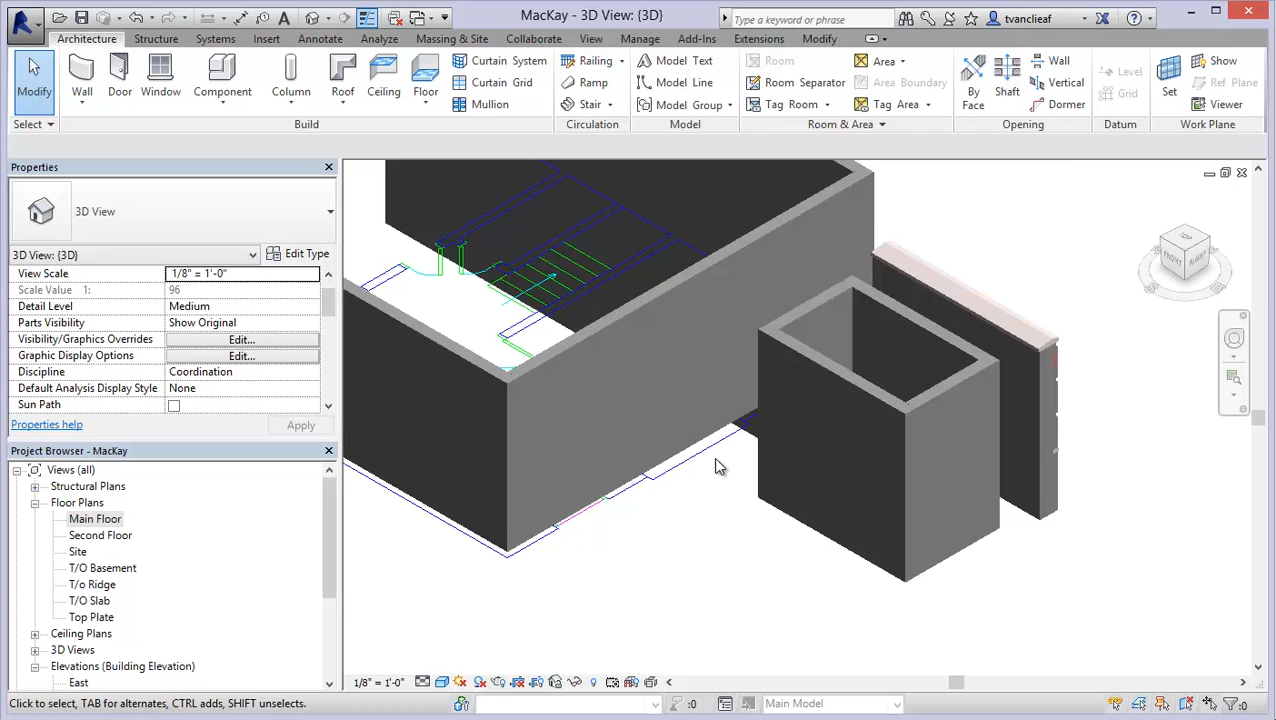 MacKay - 3D View: {3D}
Type a keyword or phrase
tvanclieaf
Architecture Structure Systems Insert Annotate Analyze Massing & Site Collaborate View Manage Add-Ins Extensions Modify
Modify
Wall
Door
Window
Component
Column
Roof
Ceiling
Floor
Curtain System
Curtain Grid
Mullion
Railing
Ramp
Stair
Model Text
Model Line
Model Group
Room
Room Separator
Tag Room
Area
Area Boundary
Tag Area
By Face
Shaft
Wall
Vertical
Dormer
Level
Grid
Set
Show
Ref Plane
Viewer
Select
Build
Circulation
Model
Room & Area
Opening
Datum
Work Plane
Properties
3D View
3D View: {3D}
Edit Type
View Scale 1/8" = 1'-0"
Scale Value 1: 96
Detail Level Medium
Parts Visibility Show Original
Visibility/Graphics Overrides Edit...
Graphic Display Options Edit...
Discipline Coordination
Default Analysis Display Style None
Sun Path
Properties help
Apply
Project Browser - MacKay
Views (all)
Structural Plans
Floor Plans
Main Floor
Second Floor
Site
T/O Basement
T/o Ridge
T/O Slab
Top Plate
Ceiling Plans
3D Views
Elevations (Building Elevation)
East
FRONT
RIGHT
1/8" = 1'-0"
Click to select, TAB for alternates, CTRL adds, SHIFT unselects.
:0
Main Model
:0